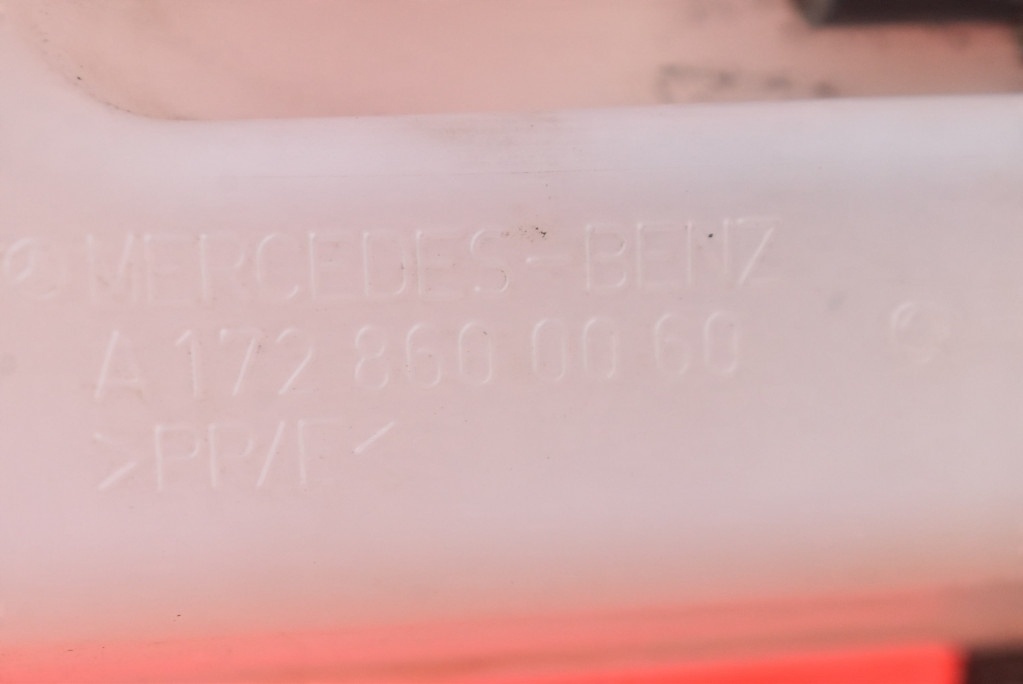 © MERCEDES-BENZ
A 172 860 00 60
>PP/E<